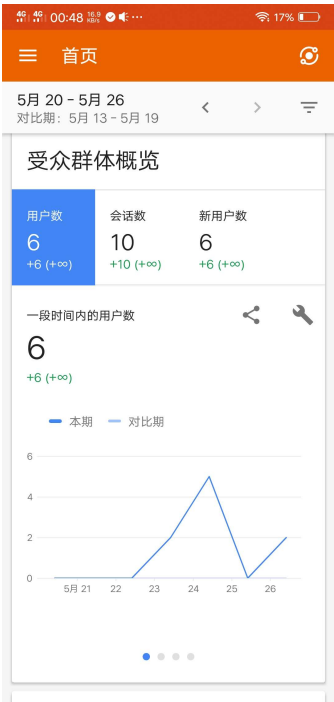 4G 4G 00:48 16.9 KB/s 17%
首页
5月 20 – 5月 26
对比期：5月 13 – 5月 19
受众群体概览
用户数 会话数 新用户数
6 10 6
+6 (+∞) +10 (+∞) +6 (+∞)
一段时间内的用户数
6
+6 (+∞)
本期 对比期
6
4
2
0
5月 21 22 23 24 25 26